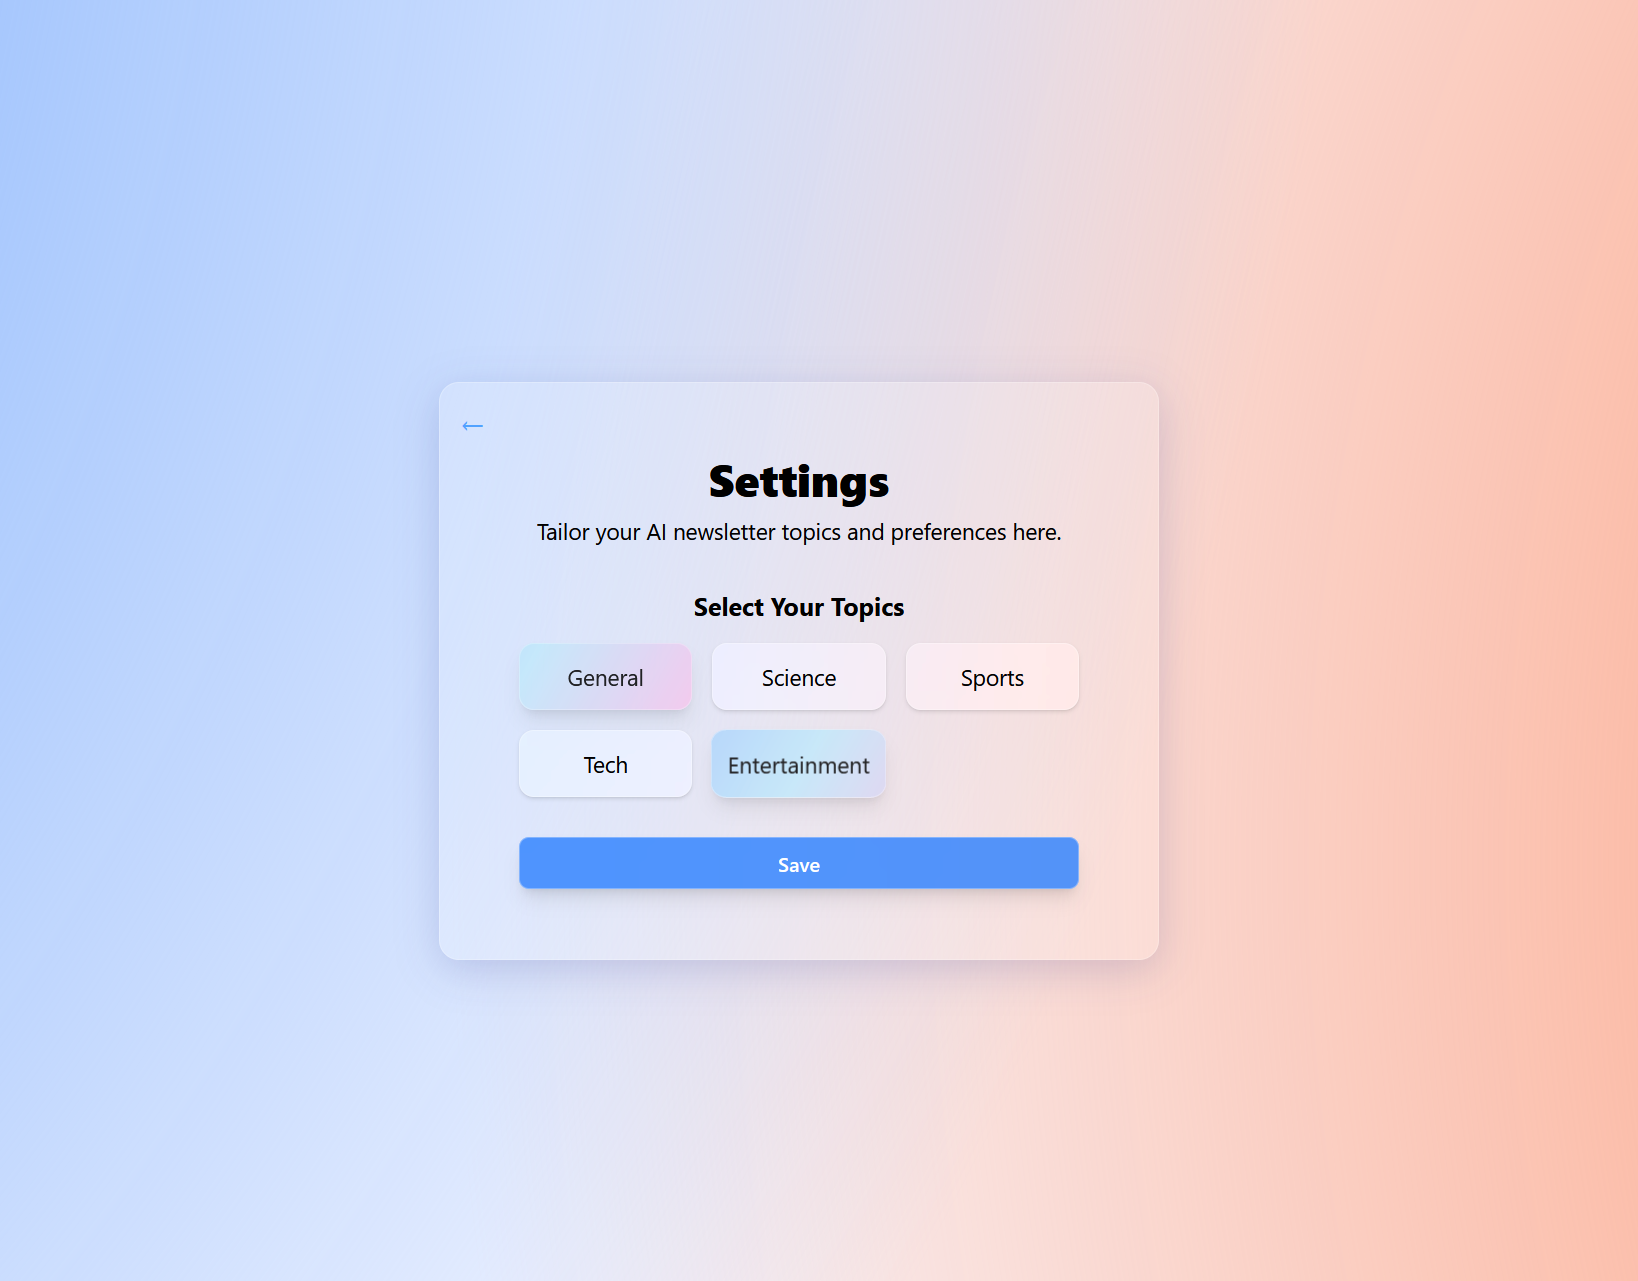 ←
Settings
Tailor your AI newsletter topics and preferences here.
Select Your Topics
General Science Sports
Tech Entertainment
Save